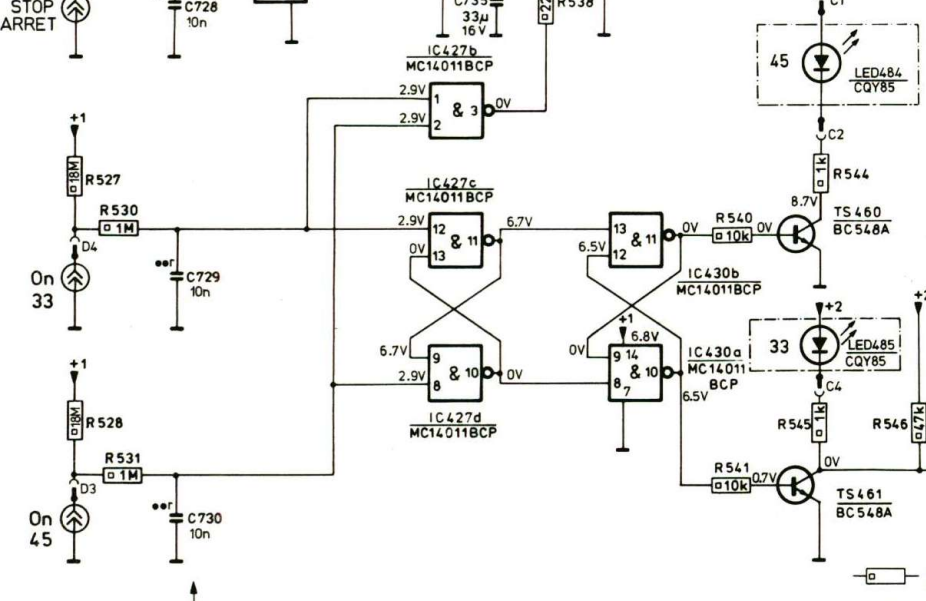 STOP
ARRET
C728
10n
C735
33µ
16V
R538
C1
IC427b
MC14011BCP
2.9V
1
2.9V
2
&
3
0V
45
LED484
CQY85
C2
1k
R544
8.7V
TS460
BC548A
+1
18M
R527
R530
1M
D4
On
33
C729
10n
IC427c
MC14011BCP
2.9V
12
0V
13
& 11
6.7V
13
6.5V
12
& 11
0V
R540
10k
0V
IC430b
MC14011BCP
6.7V
9
2.9V
8
& 10
0V
IC427d
MC14011BCP
+1
6.8V
0V
9
14
8
& 10
7
IC430a
MC14011
BCP
6.5V
+2
33
LED485
CQY85
C4
R545
1k
R546
47k
0V
R541
10k
0.7V
TS461
BC548A
+1
18M
R528
R531
1M
D3
On
45
C730
10n